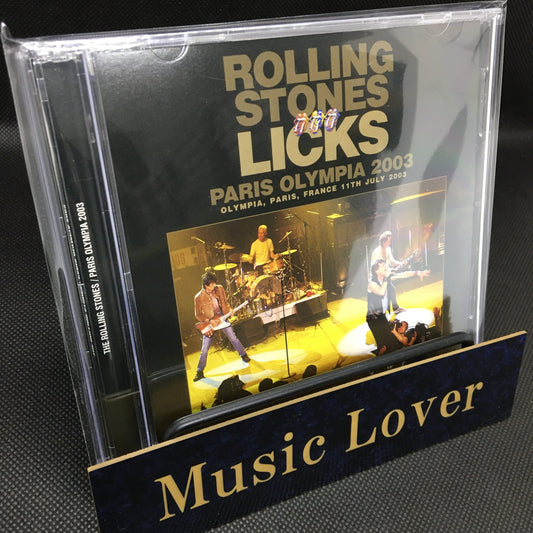 ROLLING
STONES
LICKS
PARIS OLYMPIA 2003
OLYMPIA, PARIS, FRANCE 11TH JULY 2003
THE ROLLING STONES / PARIS OLYMPIA 2003
Music Lover